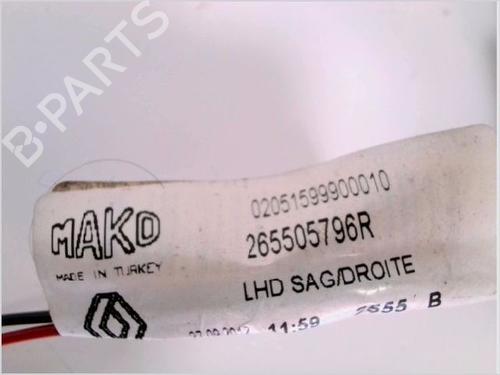 B-PARTS
02051599900010
MAKO
265505796R
MADE IN TURKEY
LHD SAG/DROITE
11:59
B